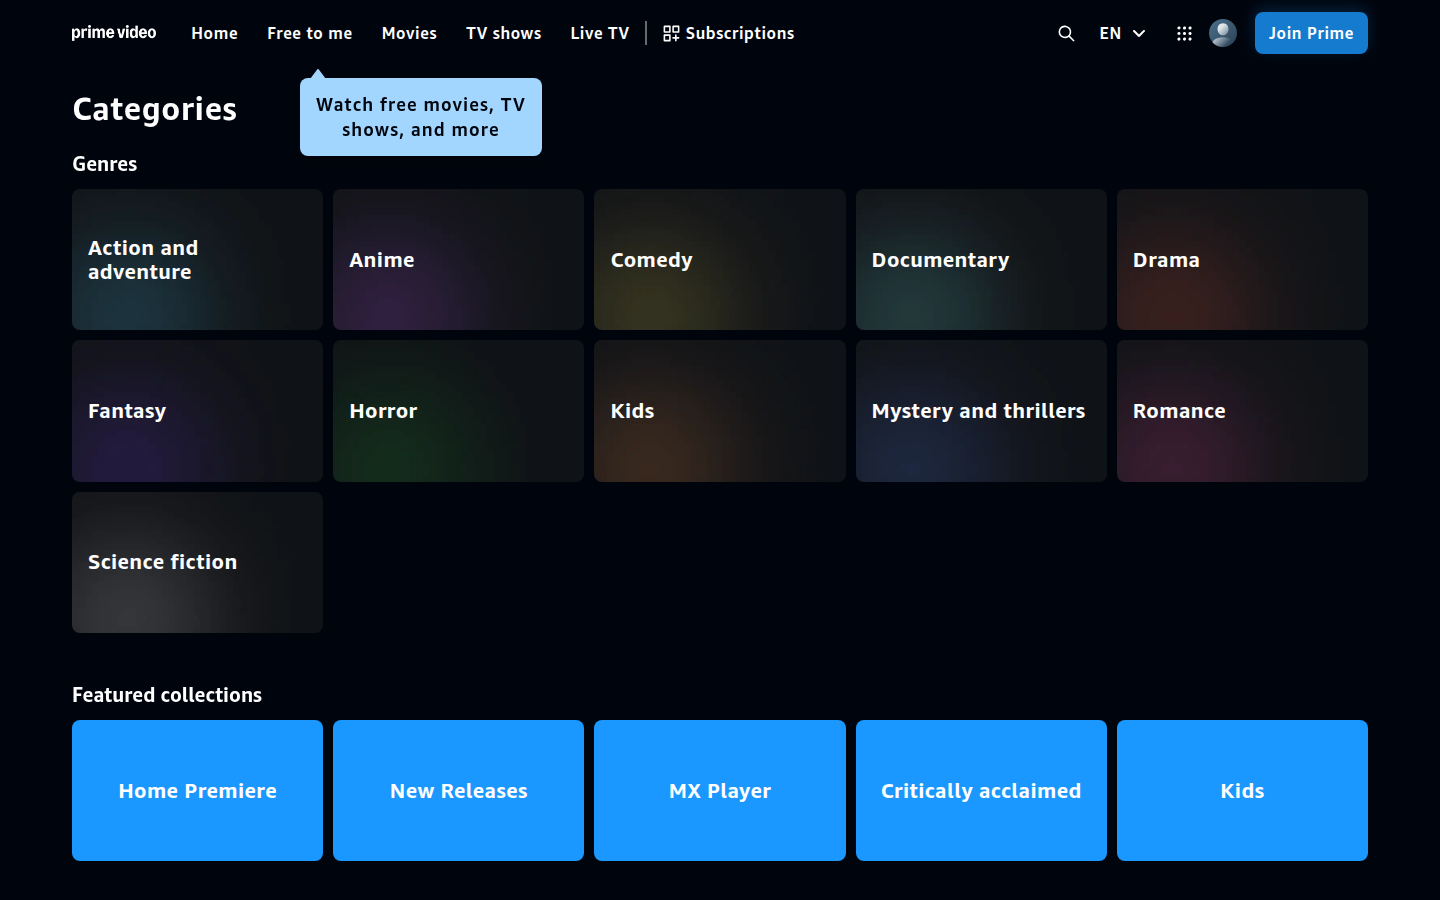 prime video
Home
Free to me
Movies
TV shows
Live TV
Subscriptions
EN
Join Prime
Watch free movies, TV
shows, and more
Categories
Genres
Action and
adventure
Anime
Comedy
Documentary
Drama
Fantasy
Horror
Kids
Mystery and thrillers
Romance
Science fiction
Featured collections
Home Premiere
New Releases
MX Player
Critically acclaimed
Kids